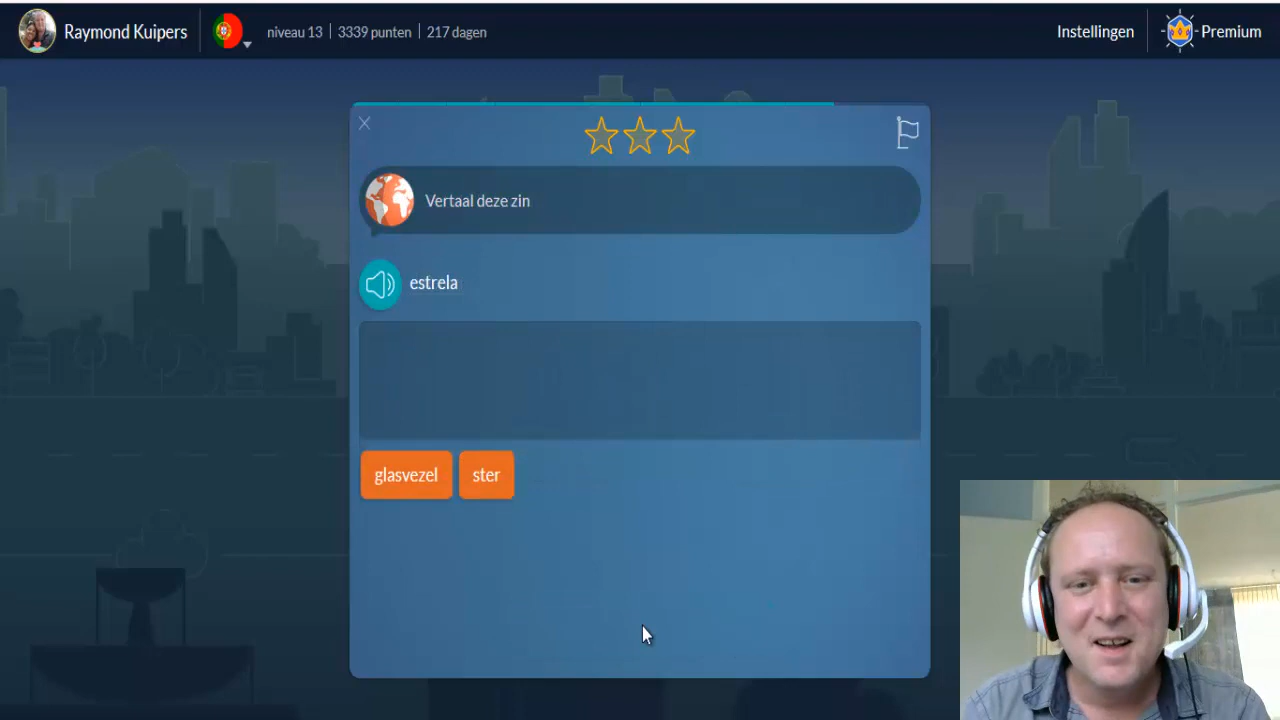 Raymond Kuipers
niveau 13 | 3339 punten | 217 dagen
Instellingen
Premium
Vertaal deze zin
estrela
glasvezel
ster